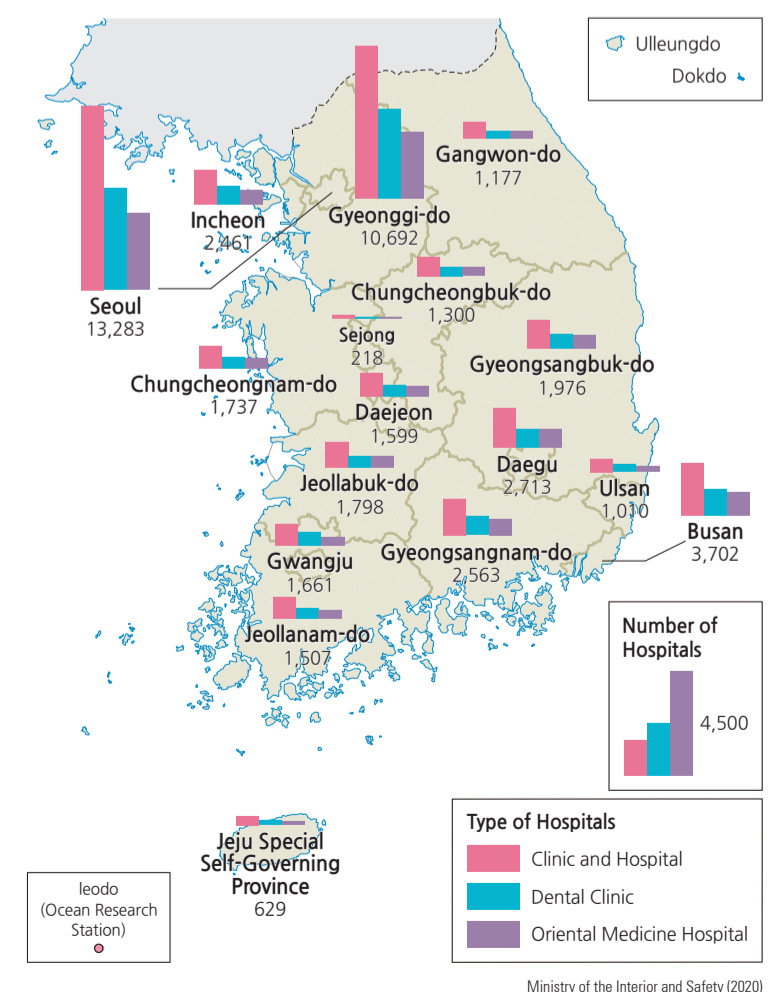 Ulleungdo
Dokdo
Gangwon-do
1,177
Incheon
2,461
Gyeonggi-do
10,692
Seoul
13,283
Chungcheongbuk-do
1,300
Sejong
218
Gyeongsangbuk-do
1,976
Chungcheongnam-do
1,737
Daejeon
1,599
Daegu
2,713
Ulsan
1,010
Jeollabuk-do
1,798
Busan
3,702
Gyeongsangnam-do
2,563
Gwangju
1,661
Jeollanam-do
1,507
Number of
Hospitals
4,500
Type of Hospitals
Clinic and Hospital
Dental Clinic
Oriental Medicine Hospital
Jeju Special
Self-Governing
Province
629
Ieodo
(Ocean Research
Station)
Ministry of the Interior and Safety (2020)